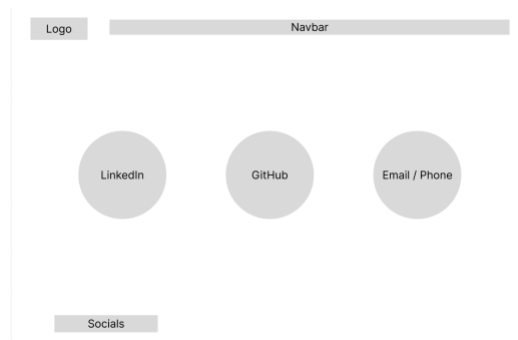 Logo
Navbar
LinkedIn
GitHub
Email / Phone
Socials